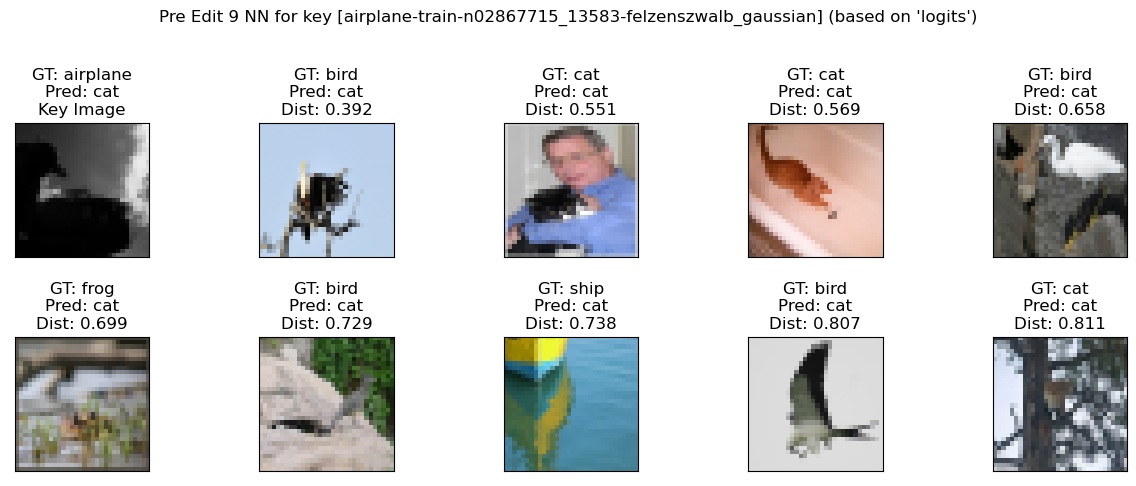 Pre Edit 9 NN for key [airplane-train-n02867715_13583-felzenszwalb_gaussian] (based on 'logits')
GT: airplane
Pred: cat
Key Image
GT: bird
Pred: cat
Dist: 0.392
GT: cat
Pred: cat
Dist: 0.551
GT: cat
Pred: cat
Dist: 0.569
GT: bird
Pred: cat
Dist: 0.658
GT: frog
Pred: cat
Dist: 0.699
GT: bird
Pred: cat
Dist: 0.729
GT: ship
Pred: cat
Dist: 0.738
GT: bird
Pred: cat
Dist: 0.807
GT: cat
Pred: cat
Dist: 0.811